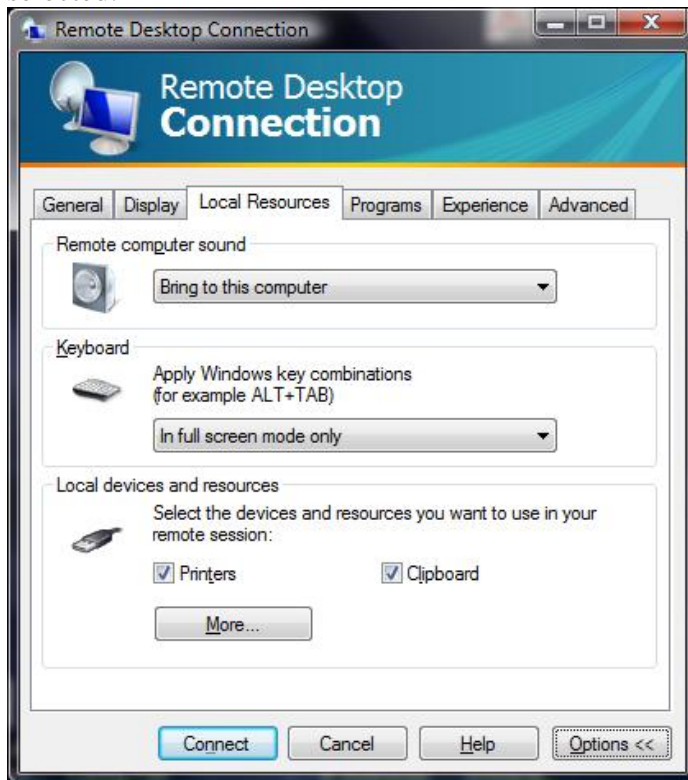 Remote Desktop Connection
Remote Desktop
Connection
General Display Local Resources Programs Experience Advanced
Remote computer sound
Bring to this computer
Keyboard
Apply Windows key combinations
(for example ALT+TAB)
In full screen mode only
Local devices and resources
Select the devices and resources you want to use in your
remote session:
Printers Clipboard
More...
Connect Cancel Help Options <<